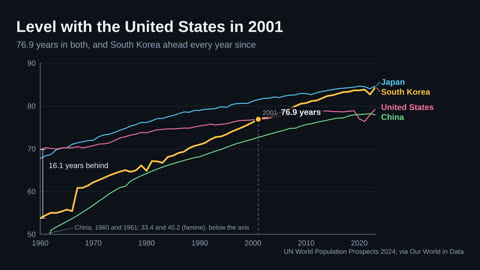 Level with the United States in 2001
76.9 years in both, and South Korea ahead every year since
90
80
70
60
50
Japan
South Korea
United States
China
2001 76.9 years
16.1 years behind
China, 1960 and 1961: 33.4 and 40.2 (famine), below the axis
1960 1970 1980 1990 2000 2010 2020
UN World Population Prospects 2024, via Our World in Data